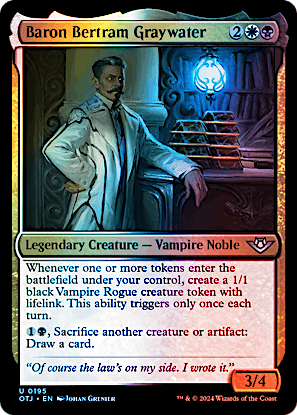 Baron Bertram Graywater 2
Legendary Creature — Vampire Noble
Whenever one or more tokens enter the
battlefield under your control, create a 1/1
black Vampire Rogue creature token with
lifelink. This ability triggers only once each
turn.
1, Sacrifice another creature or artifact:
Draw a card.
"Of course the law's on my side. I wrote it."
3/4
U 0195
OTJ • EN Johan Grenier
™ & © 2024 Wizards of the Coast